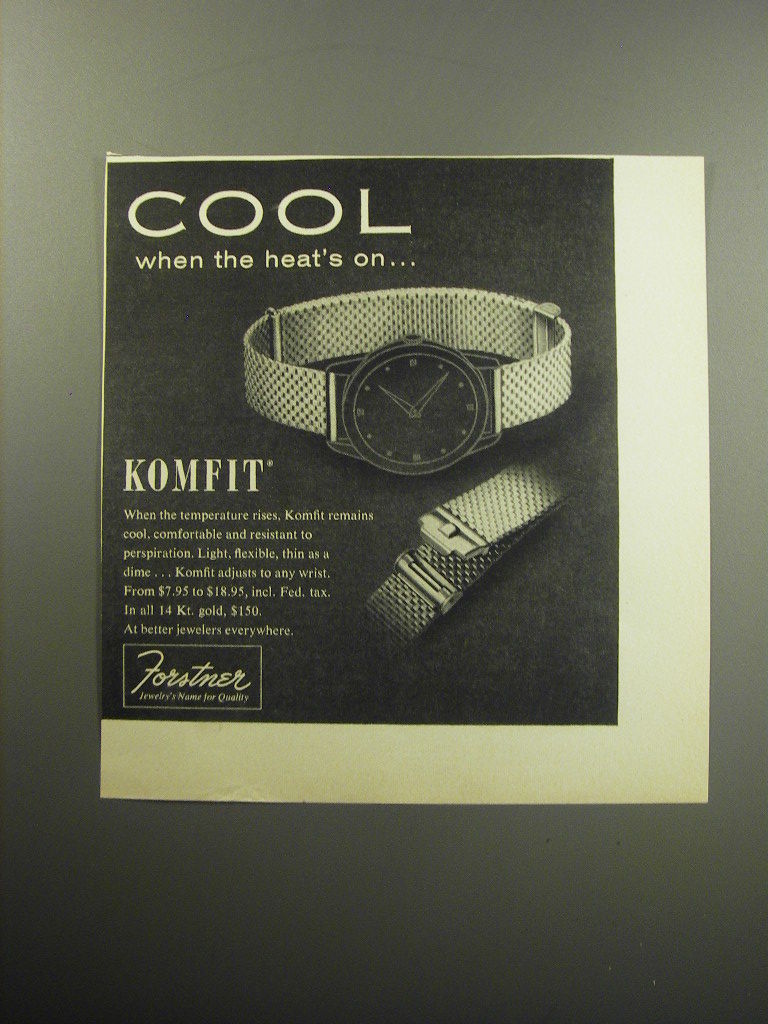 COOL
when the heat's on...
KOMFIT®
When the temperature rises, Komfit remains
cool, comfortable and resistant to
perspiration. Light, flexible, thin as a
dime . . . Komfit adjusts to any wrist.
From $7.95 to $18.95, incl. Fed. tax.
In all 14 Kt. gold, $150.
At better jewelers everywhere.
Forstner
Jewelry's Name for Quality